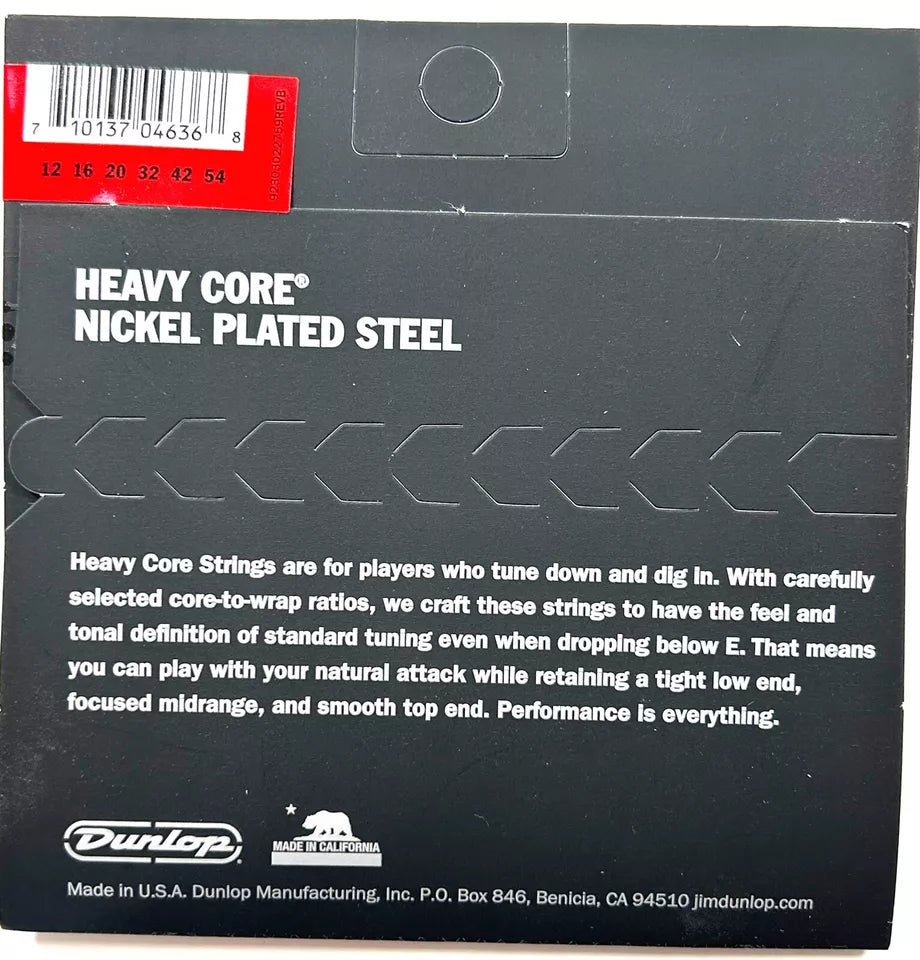 7 10137 04636 8
12 16 20 32 42 54
92303022759REVB
HEAVY CORE®
NICKEL PLATED STEEL
Heavy Core Strings are for players who tune down and dig in. With carefully
selected core-to-wrap ratios, we craft these strings to have the feel and
tonal definition of standard tuning even when dropping below E. That means
you can play with your natural attack while retaining a tight low end,
focused midrange, and smooth top end. Performance is everything.
Dunlop®
MADE IN CALIFORNIA
Made in U.S.A. Dunlop Manufacturing, Inc. P.O. Box 846, Benicia, CA 94510 jimdunlop.com